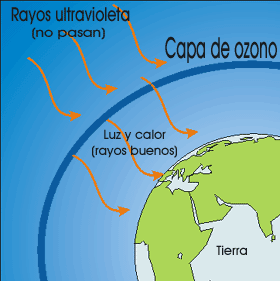 Rayos ultravioleta
(no pasan)
Capa de ozono
Luz y calor
(rayos buenos)
Tierra